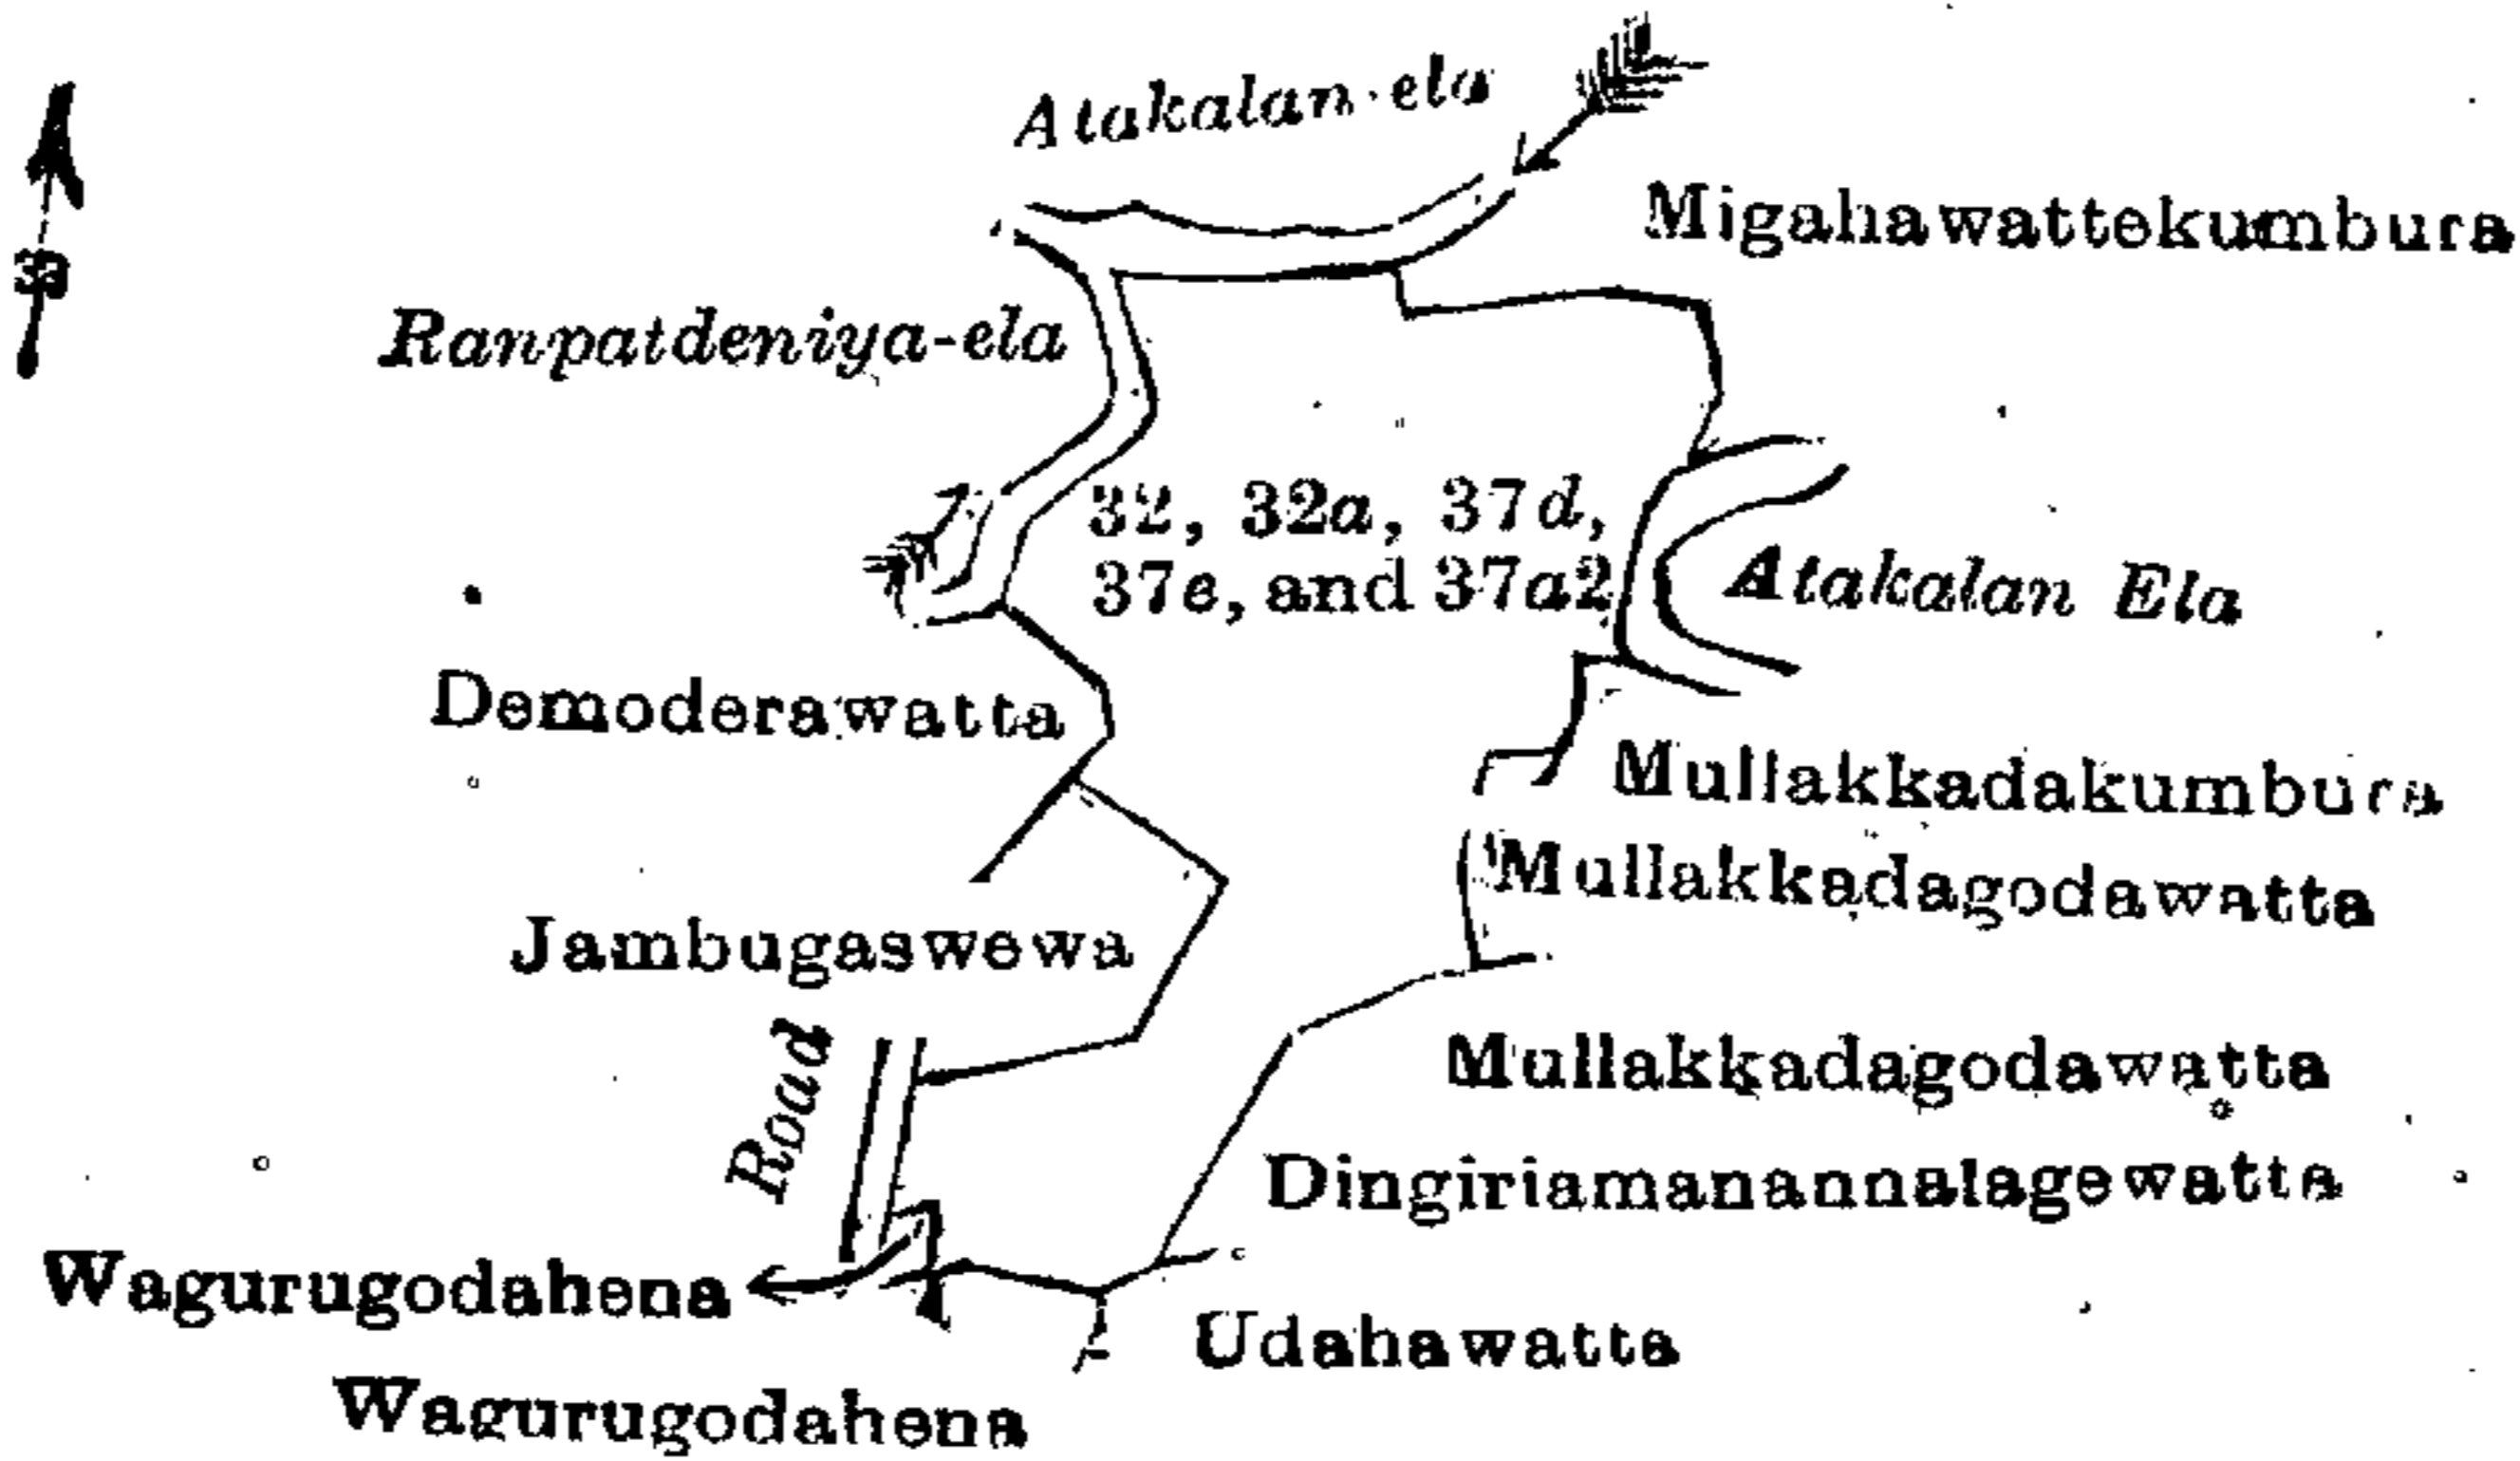 Atakalan-ela
Migahawattekumbura
Ranpatdeniya-ela
32, 32a, 37d,
37e, and 37a2
Atakalan Ela
Demoderawatta
Mullakkadakumbura
Mullakkadagodawatta
Jambugaswewa
Road
Mullakkadagodawatta
Dingiriamanannalagewatta
Wagurugodahena
Udahawatta
Wagurugodahena